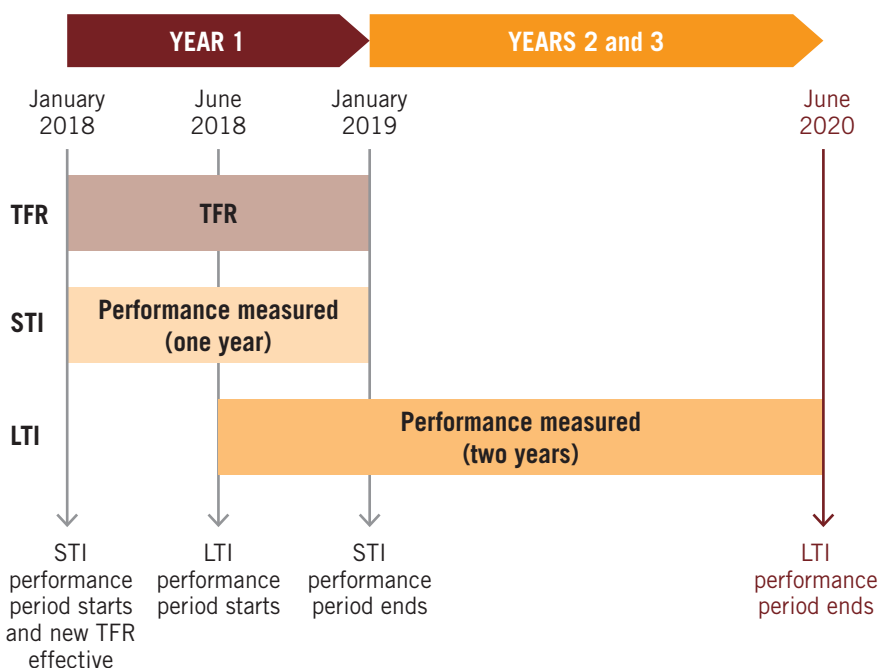 YEAR 1
YEARS 2 and 3
January
2018
June
2018
January
2019
June
2020
TFR
TFR
STI
Performance measured
(one year)
LTI
Performance measured
(two years)
STI
performance
period starts
and new TFR
effective
LTI
performance
period starts
STI
performance
period ends
LTI
performance
period ends